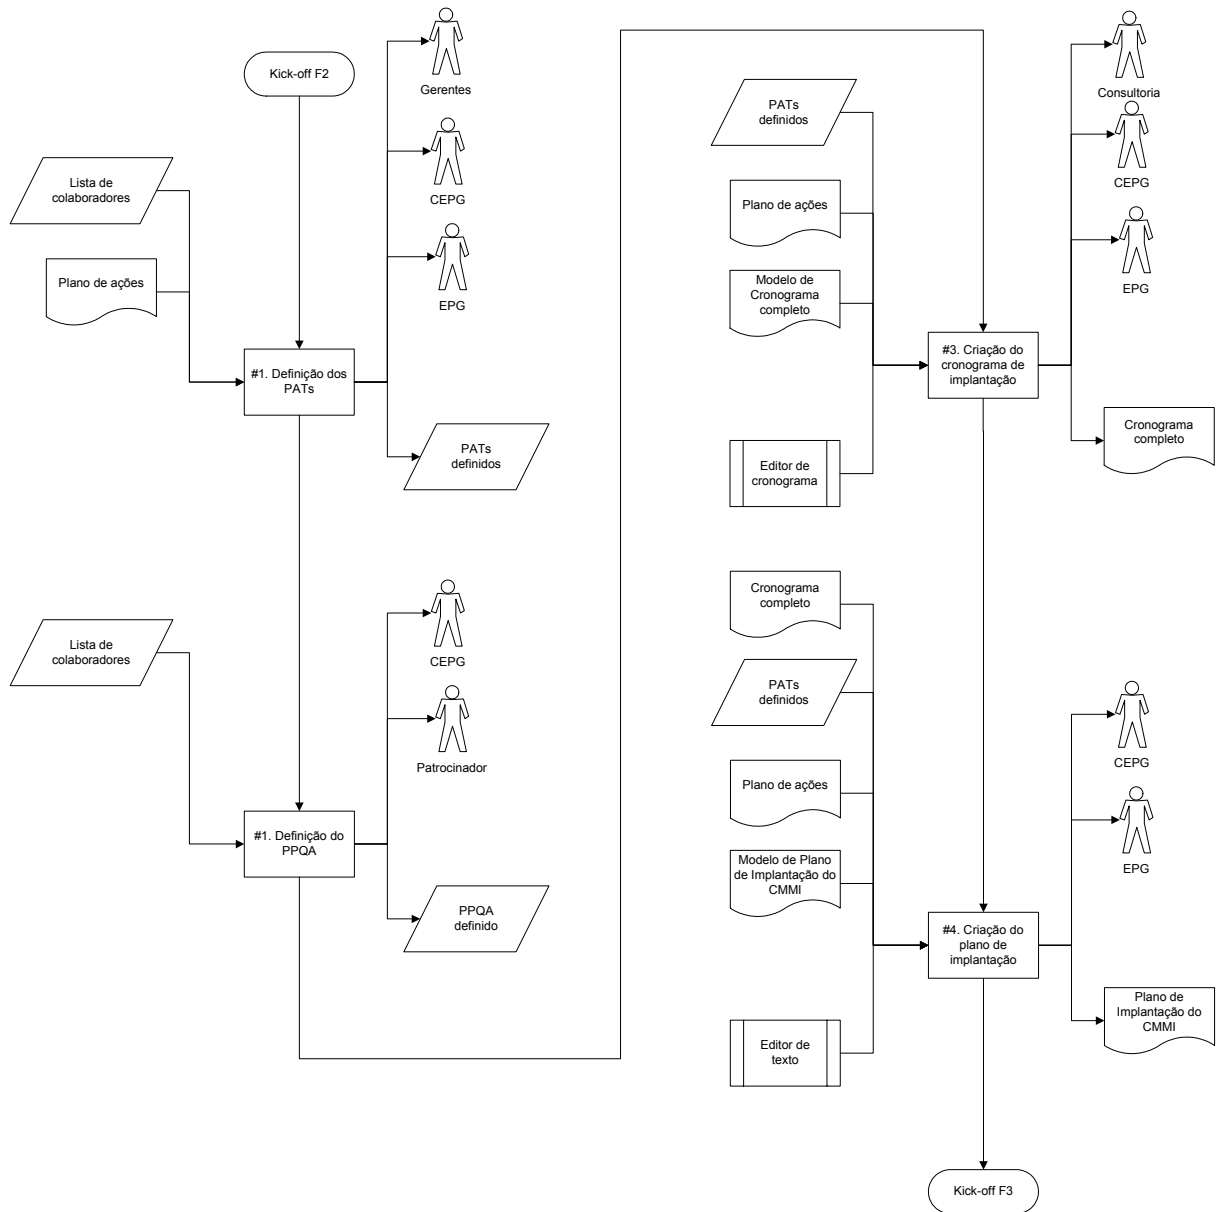 Kick-off F2
Gerentes
CEPG
Lista de
colaboradores
EPG
Plano de ações
#1. Definição dos
PATs
PATs
definidos
CEPG
Lista de
colaboradores
Patrocinador
#1. Definição do
PPQA
PPQA
definido
Consultoria
PATs
definidos
CEPG
Plano de ações
EPG
Modelo de
Cronograma
completo
#3. Criação do
cronograma de
implantação
Cronograma
completo
Editor de
cronograma
Cronograma
completo
PATs
definidos
CEPG
Plano de ações
EPG
Modelo de Plano
de Implantação do
CMMI
#4. Criação do
plano de
implantação
Plano de
Implantação do
CMMI
Editor de
texto
Kick-off F3